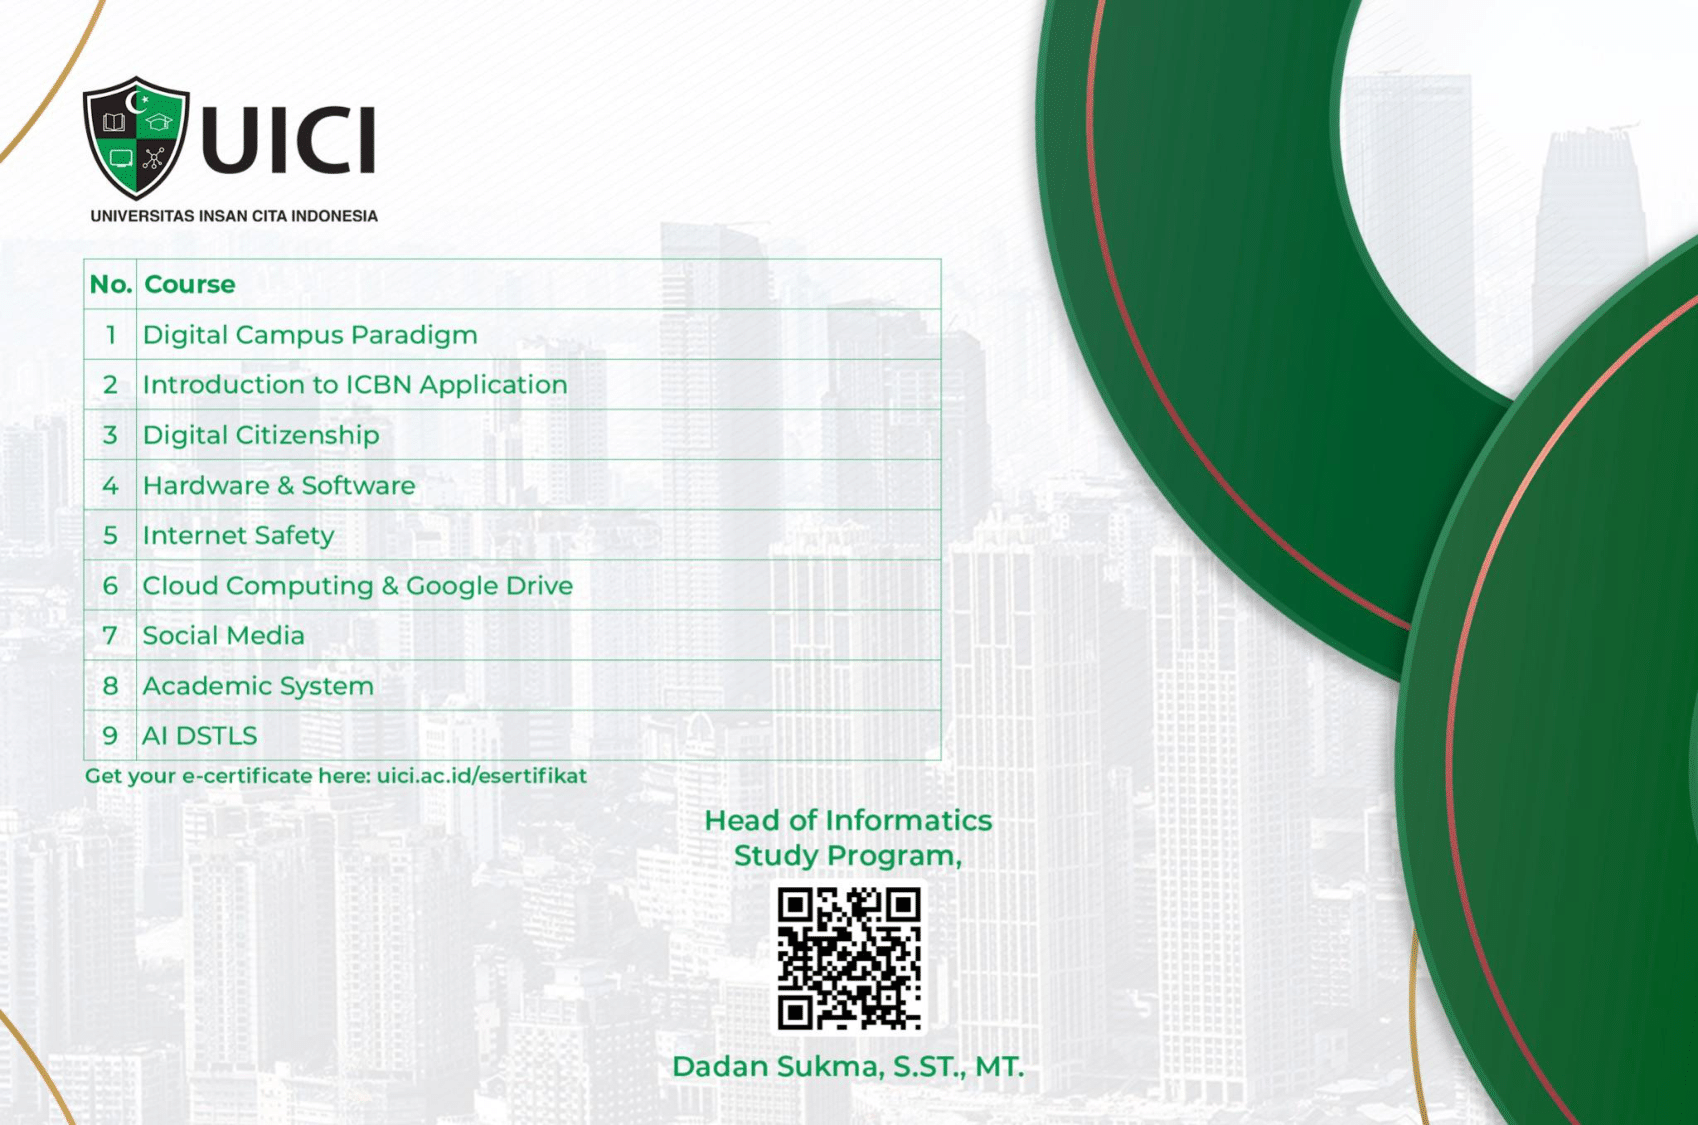 UICI
UNIVERSITAS INSAN CITA INDONESIA
No. Course
1 Digital Campus Paradigm
2 Introduction to ICBN Application
3 Digital Citizenship
4 Hardware & Software
5 Internet Safety
6 Cloud Computing & Google Drive
7 Social Media
8 Academic System
9 AI DSTLS
Get your e-certificate here: uici.ac.id/esertifikat
Head of Informatics
Study Program,
Dadan Sukma, S.ST., MT.